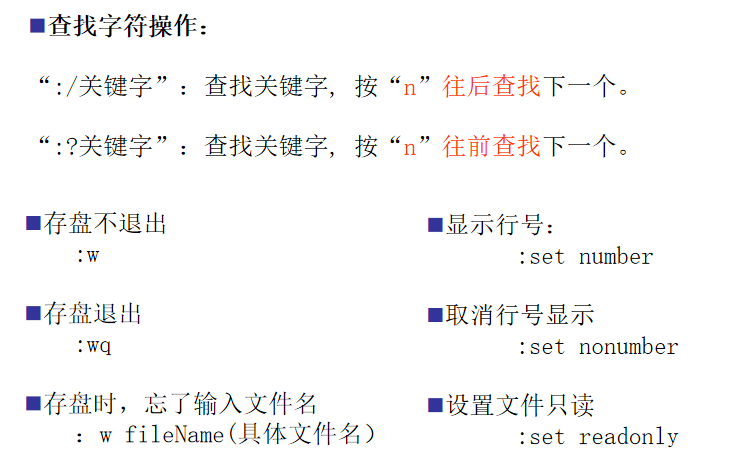 ■查找字符操作：
“:/关键字”：查找关键字, 按“n”往后查找下一个。
“:?关键字”：查找关键字, 按“n”往前查找下一个。
■存盘不退出
:w
■存盘退出
:wq
■存盘时，忘了输入文件名
：w fileName(具体文件名）
■显示行号：
:set number
■取消行号显示
:set nonumber
■设置文件只读
:set readonly